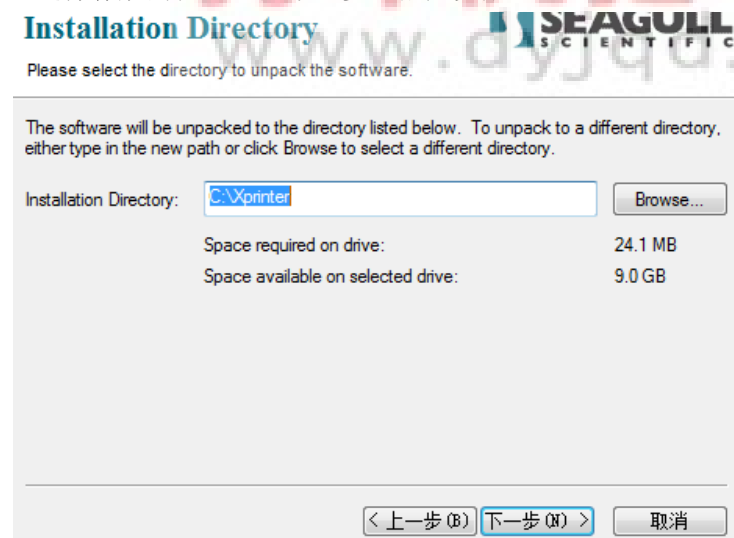 Installation Directory
SEAGULL
SCIENTIFIC
www.dyjqd.
Please select the directory to unpack the software.
The software will be unpacked to the directory listed below. To unpack to a different directory,
either type in the new path or click Browse to select a different directory.
Installation Directory:
C:\Xprinter
Browse...
Space required on drive:
24.1 MB
Space available on selected drive:
9.0 GB
< 上一步(B)
下一步(N) >
取消